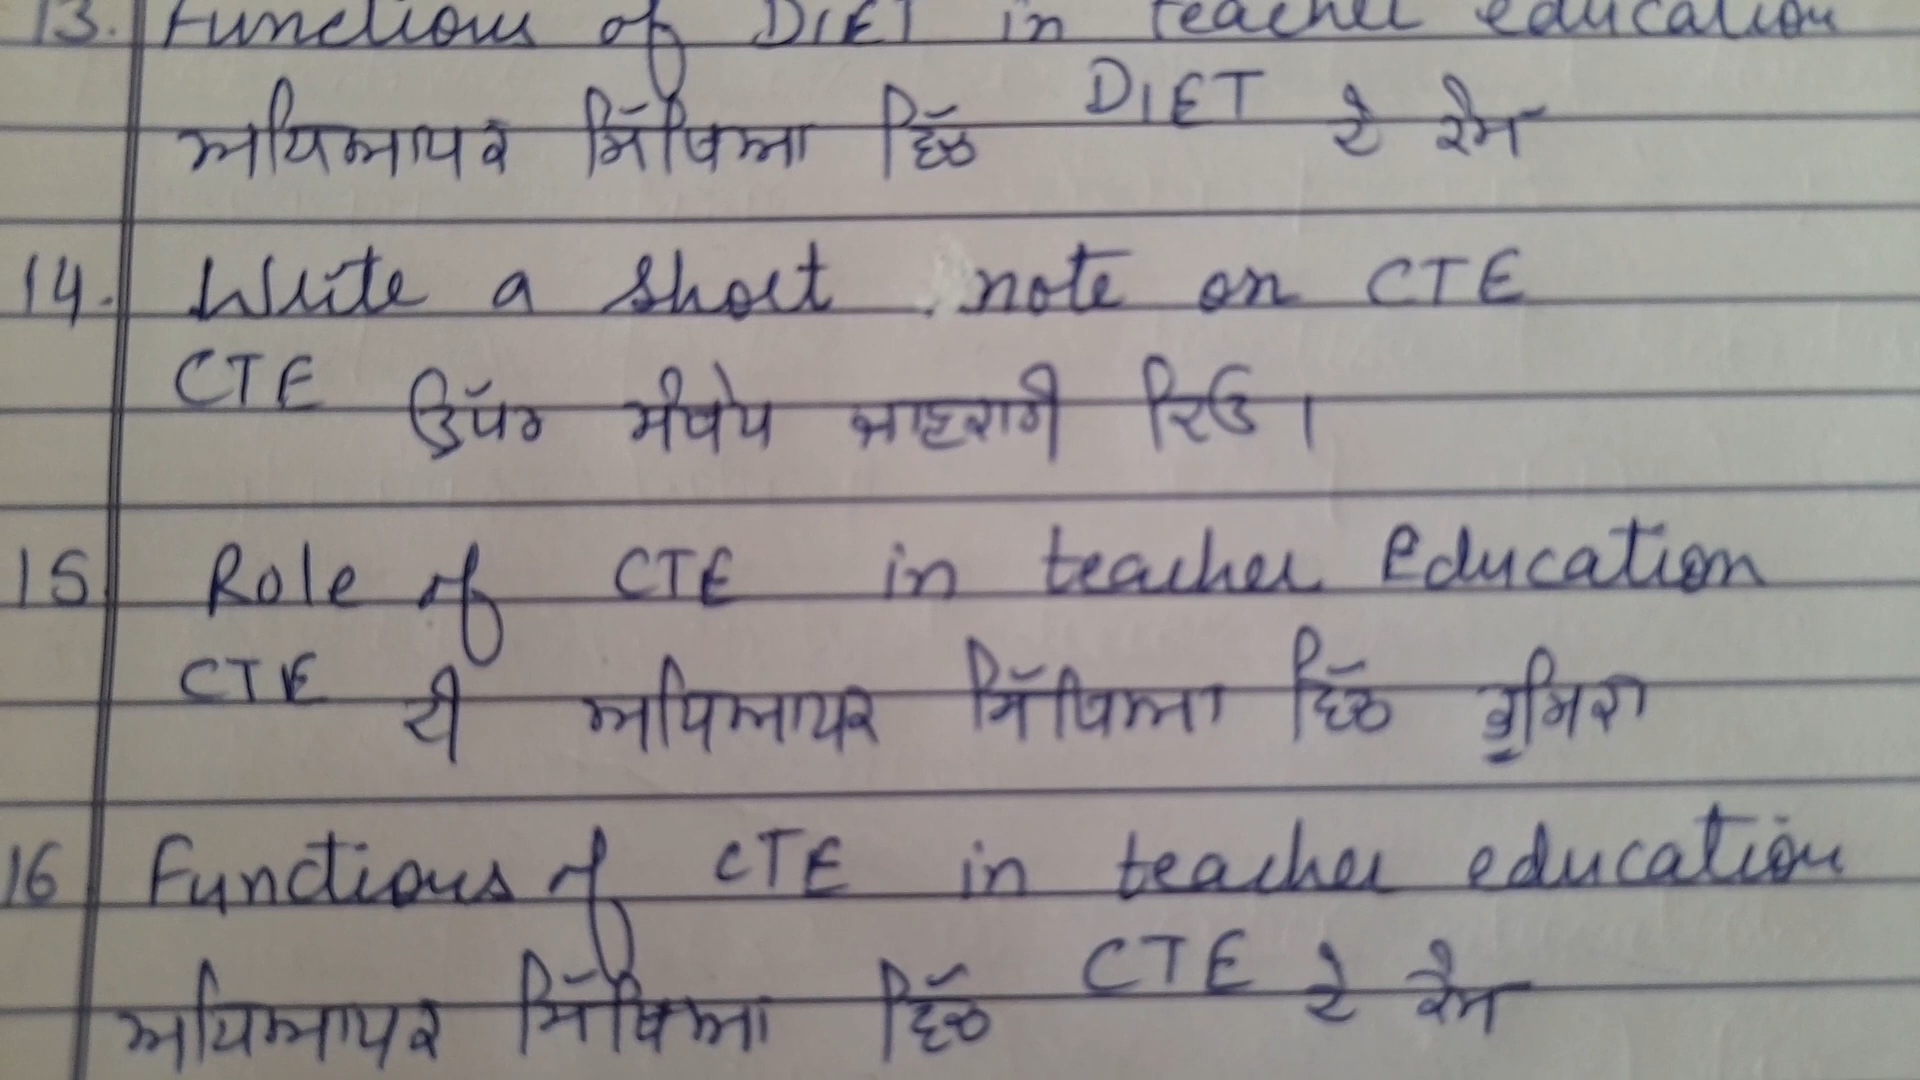 13. Functions of DIET in teacher education
ਅਧਿਆਪਕ ਸਿੱਖਿਆ ਵਿੱਚ DIET ਦੇ ਕੰਮ
14. Write a short note on CTE
CTE ਉੱਪਰ ਸੰਖੇਪ ਜਾਣਕਾਰੀ ਦਿਓ।
15 Role of CTE in teacher education
CTE ਦੀ ਅਧਿਆਪਕ ਸਿੱਖਿਆ ਵਿੱਚ ਭੂਮਿਕਾ
16 Functions of CTE in teacher education
ਅਧਿਆਪਕ ਸਿੱਖਿਆ ਵਿੱਚ CTE ਦੇ ਕੰਮ